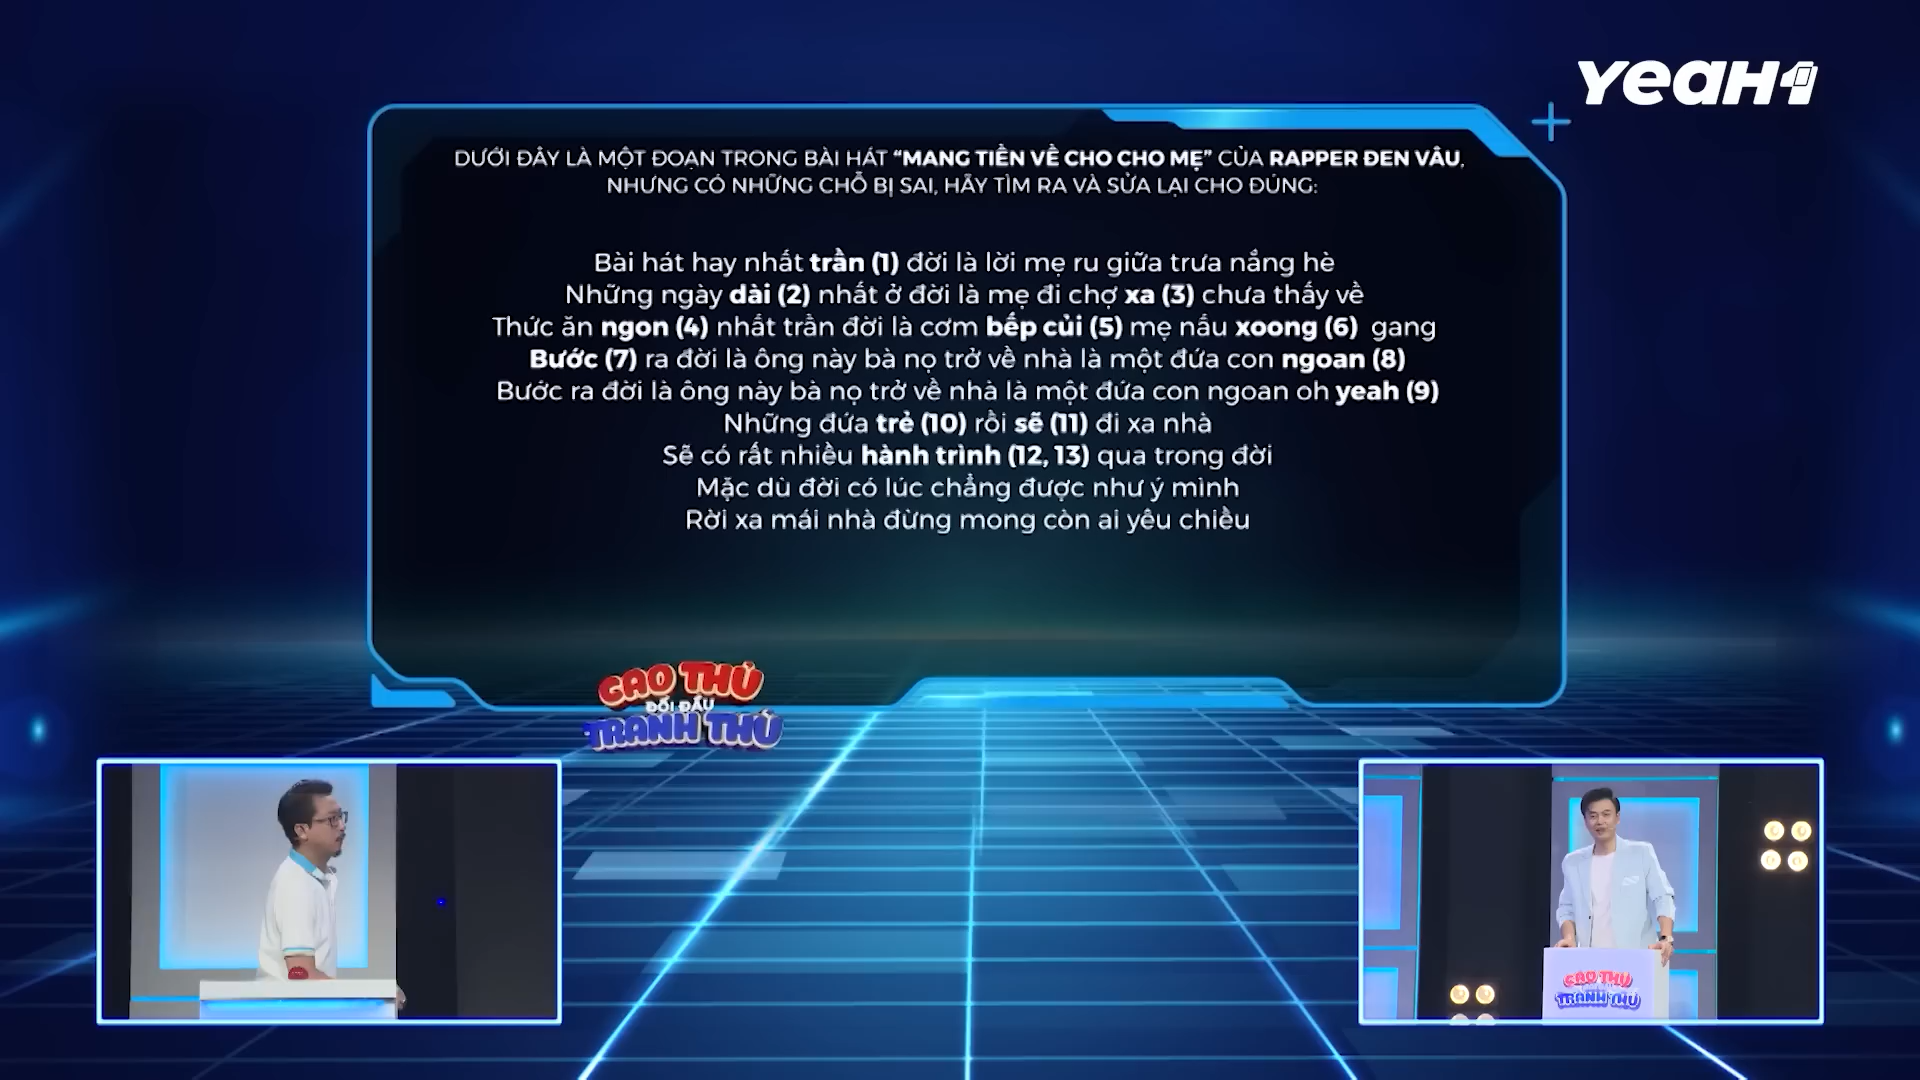 YEAH1
DƯỚI ĐÂY LÀ MỘT ĐOẠN TRONG BÀI HÁT “MANG TIỀN VỀ CHO CHO MẸ” CỦA RAPPER ĐEN VÂU,
NHƯNG CÓ NHỮNG CHỖ BỊ SAI, HÃY TÌM RA VÀ SỬA LẠI CHO ĐÚNG:
Bài hát hay nhất trần (1) đời là lời mẹ ru giữa trưa nắng hè
Những ngày dài (2) nhất ở đời là mẹ đi chợ xa (3) chưa thấy về
Thức ăn ngon (4) nhất trần đời là cơm bếp củi (5) mẹ nấu xoong (6) gang
Bước (7) ra đời là ông này bà nọ trở về nhà là một đứa con ngoan (8)
Bước ra đời là ông này bà nọ trở về nhà là một đứa con ngoan oh yeah (9)
Những đứa trẻ (10) rồi sẽ (11) đi xa nhà
Sẽ có rất nhiều hành trình (12, 13) qua trong đời
Mặc dù đời có lúc chẳng được như ý mình
Rời xa mái nhà đừng mong còn ai yêu chiều
CAO THỦ
ĐỐI ĐẦU
TRANH THỦ
CAO THỦ
TRANH THỦ